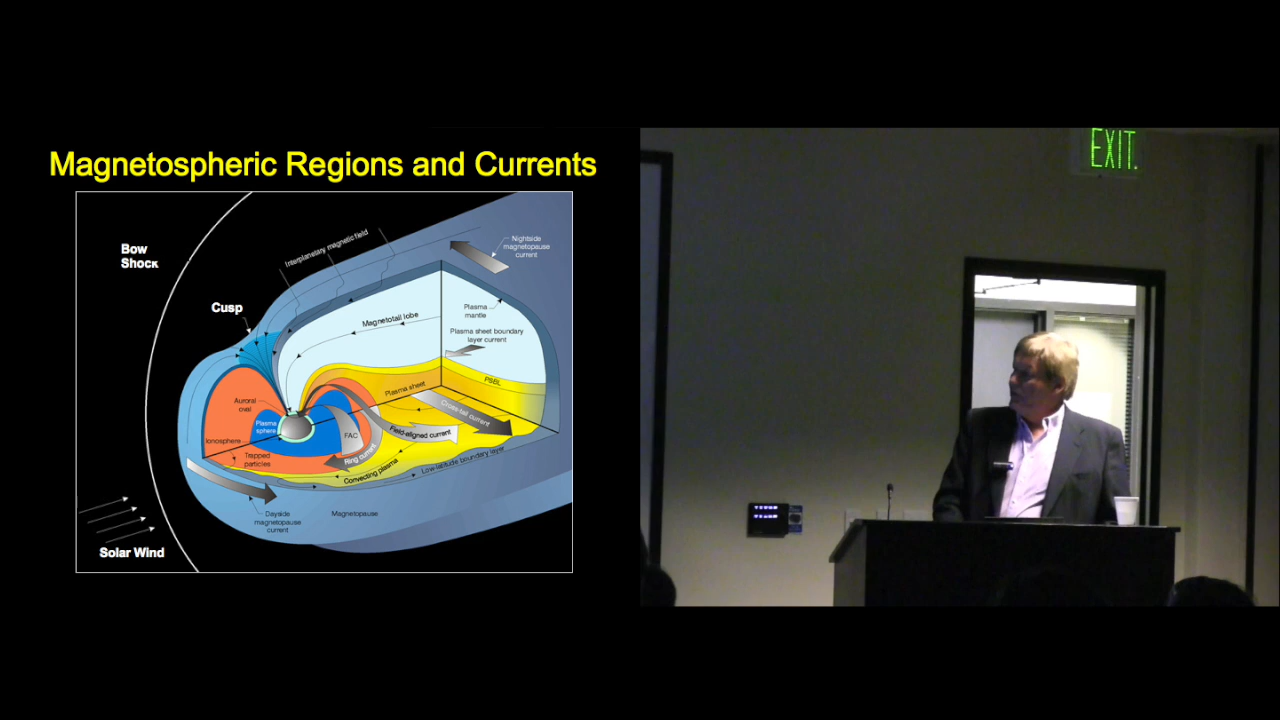 Magnetospheric Regions and Currents
EXIT
Bow
Shock
Interplanetary magnetic field
Nightside
magnetopause
current
Cusp
Plasma
mantle
Magnetotail lobe
Plasma sheet boundary
layer current
PSBL
Plasma sheet
Auroral
oval
Cross-tail current
Plasma
sphere
Field-aligned current
FAC
Ionosphere
Ring current
Trapped
particles
Low-latitude boundary layer
Convecting plasma
Dayside
magnetopause
current
Magnetopause
Solar Wind